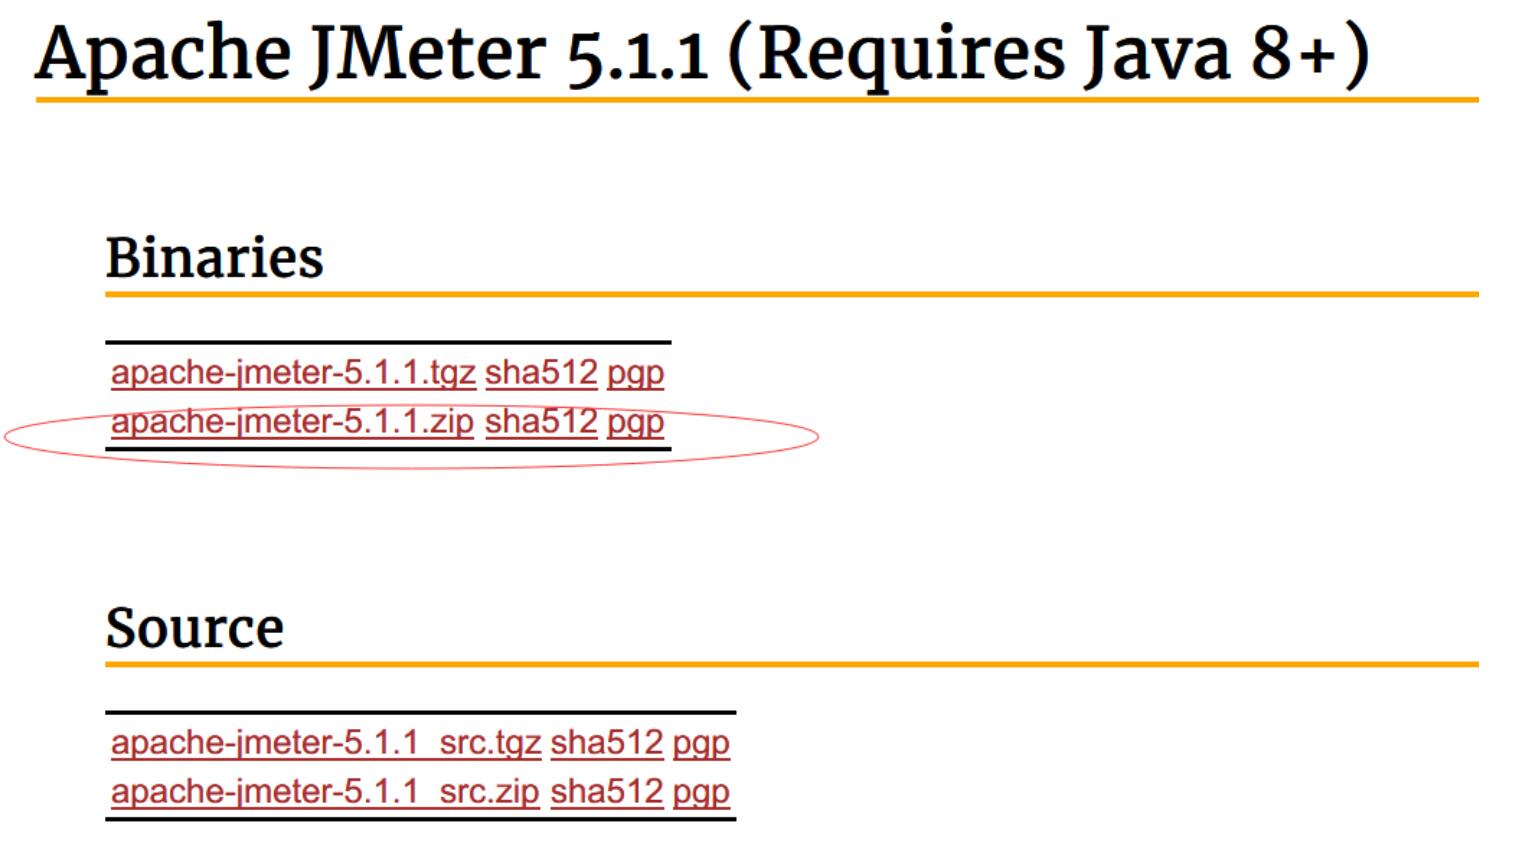 Apache JMeter 5.1.1 (Requires Java 8+)
Binaries
apache-jmeter-5.1.1.tgz sha512 pgp
apache-jmeter-5.1.1.zip sha512 pgp
Source
apache-jmeter-5.1.1_src.tgz sha512 pgp
apache-jmeter-5.1.1_src.zip sha512 pgp